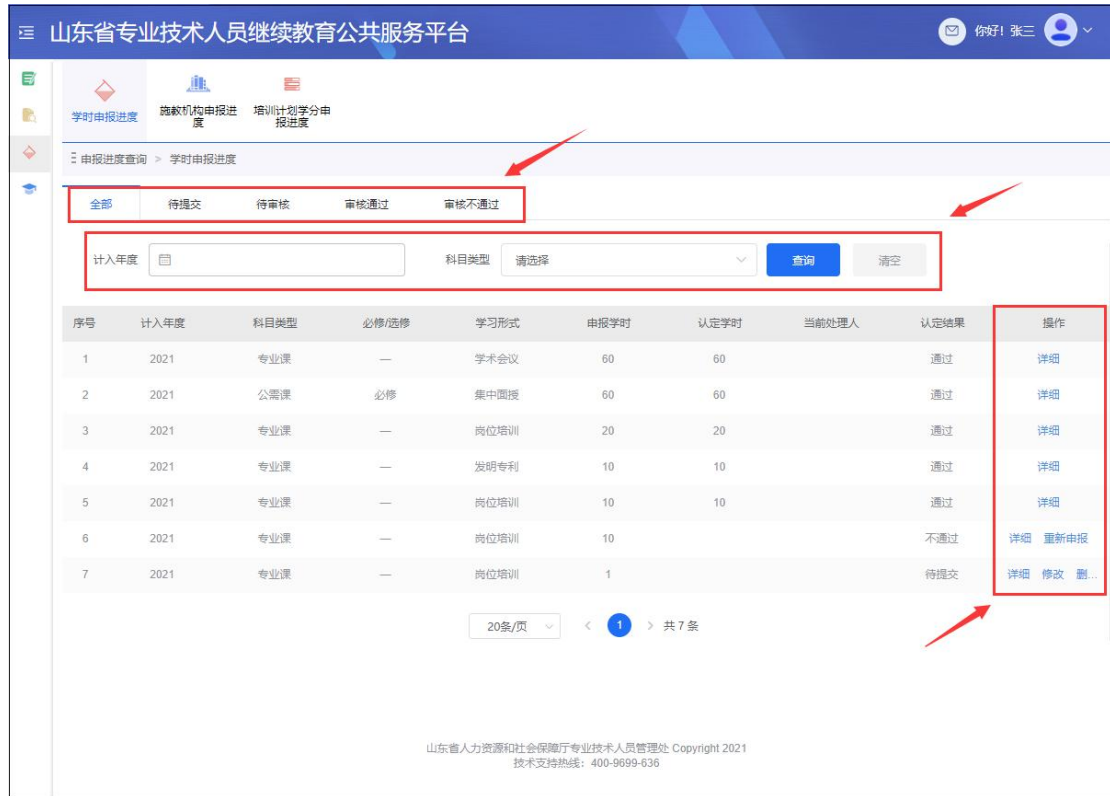 山东省专业技术人员继续教育公共服务平台
你好! 张三
学时申报进度 施教机构申报进度 培训计划学分申报进度
申报进度查询 > 学时申报进度
全部 待提交 待审核 审核通过 审核不通过
计入年度 科目类型 请选择 查询 清空
序号 计入年度 科目类型 必修/选修 学习形式 申报学时 认定学时 当前处理人 认定结果 操作
1 2021 专业课 — 学术会议 60 60 通过 详细
2 2021 公需课 必修 集中面授 60 60 通过 详细
3 2021 专业课 — 岗位培训 20 20 通过 详细
4 2021 专业课 — 发明专利 10 10 通过 详细
5 2021 专业课 — 岗位培训 10 10 通过 详细
6 2021 专业课 — 岗位培训 10 不通过 详细 重新申报
7 2021 专业课 — 岗位培训 1 待提交 详细 修改 删...
20条/页 < 1 > 共 7 条
山东省人力资源和社会保障厅专业技术人员管理处 Copyright 2021
技术支持热线：400-9699-636